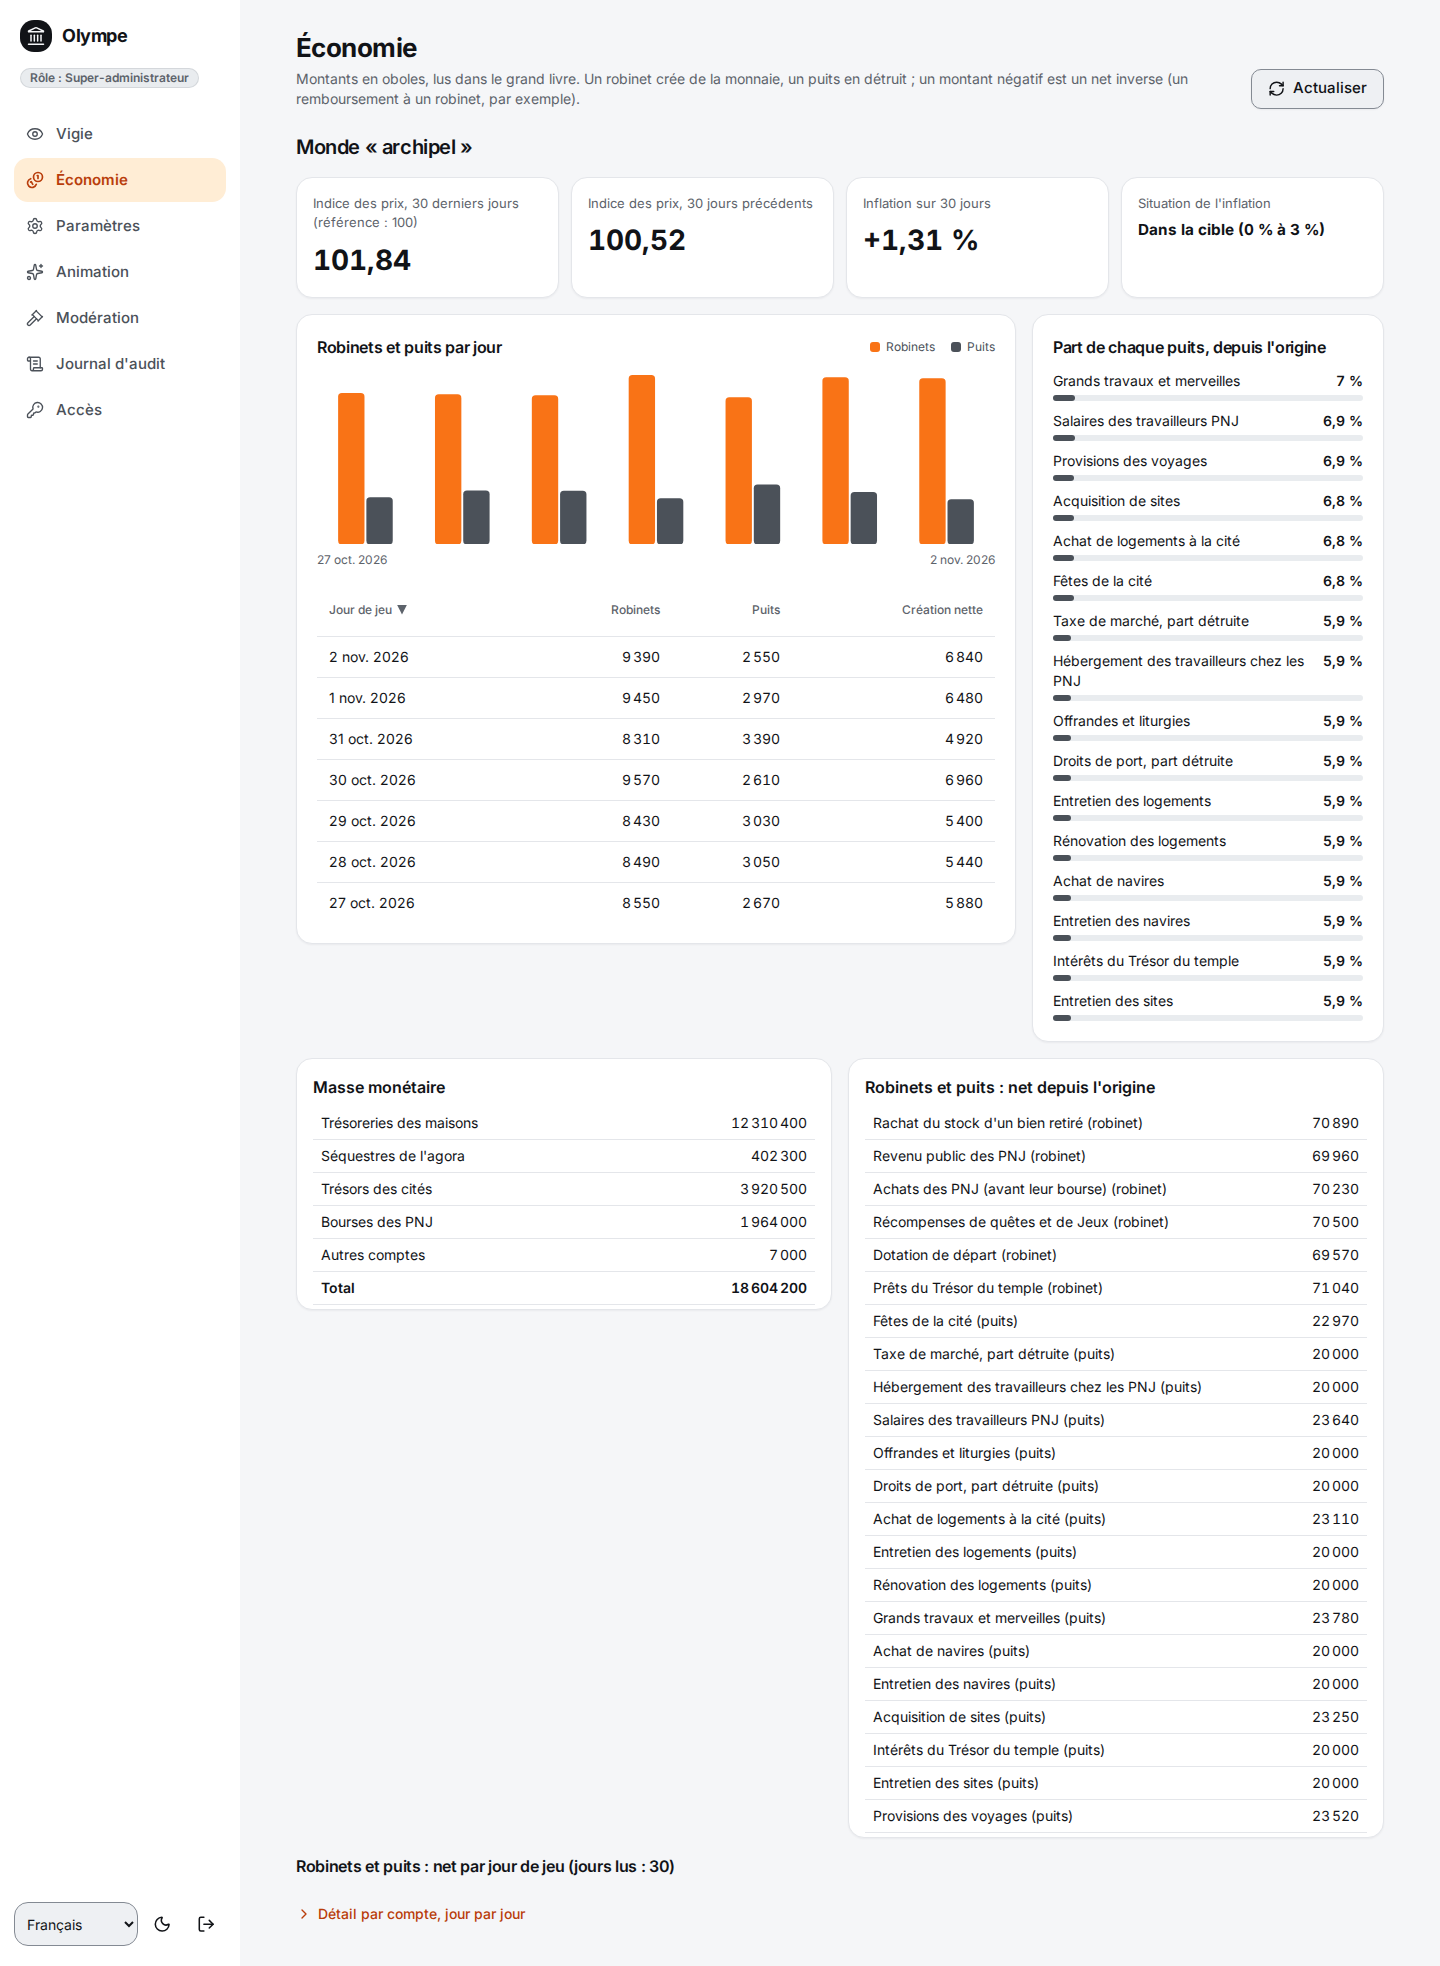 Olympe
Rôle : Super-administrateur
Vigie
Économie
Paramètres
Animation
Modération
Journal d'audit
Accès
Français
Économie
Montants en oboles, lus dans le grand livre. Un robinet crée de la monnaie, un puits en détruit ; un montant négatif est un net inverse (un
remboursement à un robinet, par exemple).
Actualiser
Monde « archipel »
Indice des prix, 30 derniers jours
(référence : 100)
101,84
Indice des prix, 30 jours précédents
100,52
Inflation sur 30 jours
+1,31 %
Situation de l'inflation
Dans la cible (0 % à 3 %)
Robinets et puits par jour
Robinets Puits
27 oct. 2026 2 nov. 2026
Jour de jeu ▼ Robinets Puits Création nette
2 nov. 2026 9 390 2 550 6 840
1 nov. 2026 9 450 2 970 6 480
31 oct. 2026 8 310 3 390 4 920
30 oct. 2026 9 570 2 610 6 960
29 oct. 2026 8 430 3 030 5 400
28 oct. 2026 8 490 3 050 5 440
27 oct. 2026 8 550 2 670 5 880
Part de chaque puits, depuis l'origine
Grands travaux et merveilles 7 %
Salaires des travailleurs PNJ 6,9 %
Provisions des voyages 6,9 %
Acquisition de sites 6,8 %
Achat de logements à la cité 6,8 %
Fêtes de la cité 6,8 %
Taxe de marché, part détruite 5,9 %
Hébergement des travailleurs chez les 5,9 %
PNJ
Offrandes et liturgies 5,9 %
Droits de port, part détruite 5,9 %
Entretien des logements 5,9 %
Rénovation des logements 5,9 %
Achat de navires 5,9 %
Entretien des navires 5,9 %
Intérêts du Trésor du temple 5,9 %
Entretien des sites 5,9 %
Masse monétaire
Trésoreries des maisons 12 310 400
Séquestres de l'agora 402 300
Trésors des cités 3 920 500
Bourses des PNJ 1 964 000
Autres comptes 7 000
Total 18 604 200
Robinets et puits : net depuis l'origine
Rachat du stock d'un bien retiré (robinet) 70 890
Revenu public des PNJ (robinet) 69 960
Achats des PNJ (avant leur bourse) (robinet) 70 230
Récompenses de quêtes et de Jeux (robinet) 70 500
Dotation de départ (robinet) 69 570
Prêts du Trésor du temple (robinet) 71 040
Fêtes de la cité (puits) 22 970
Taxe de marché, part détruite (puits) 20 000
Hébergement des travailleurs chez les PNJ (puits) 20 000
Salaires des travailleurs PNJ (puits) 23 640
Offrandes et liturgies (puits) 20 000
Droits de port, part détruite (puits) 20 000
Achat de logements à la cité (puits) 23 110
Entretien des logements (puits) 20 000
Rénovation des logements (puits) 20 000
Grands travaux et merveilles (puits) 23 780
Achat de navires (puits) 20 000
Entretien des navires (puits) 20 000
Acquisition de sites (puits) 23 250
Intérêts du Trésor du temple (puits) 20 000
Entretien des sites (puits) 20 000
Provisions des voyages (puits) 23 520
Robinets et puits : net par jour de jeu (jours lus : 30)
Détail par compte, jour par jour